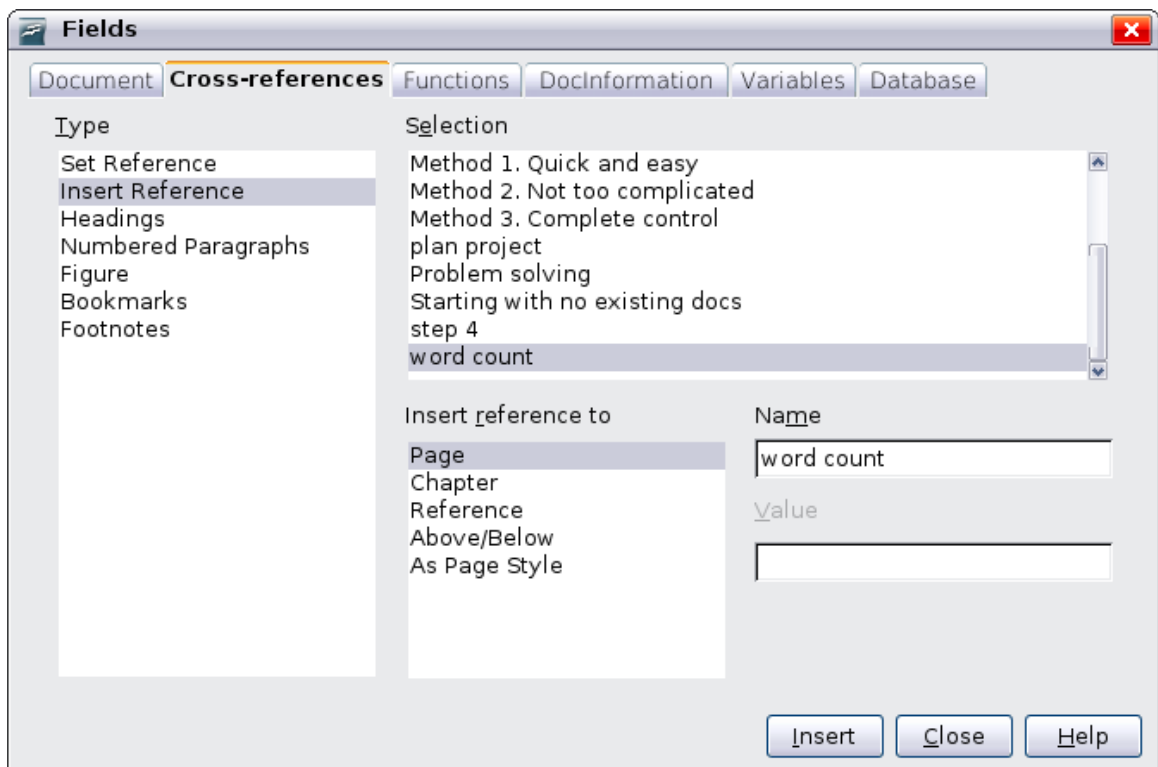 Fields
Document Cross-references Functions DocInformation Variables Database
Type
Set Reference
Insert Reference
Headings
Numbered Paragraphs
Figure
Bookmarks
Footnotes
Selection
Method 1. Quick and easy
Method 2. Not too complicated
Method 3. Complete control
plan project
Problem solving
Starting with no existing docs
step 4
word count
Insert reference to
Page
Chapter
Reference
Above/Below
As Page Style
Name
word count
Value
Insert Close Help